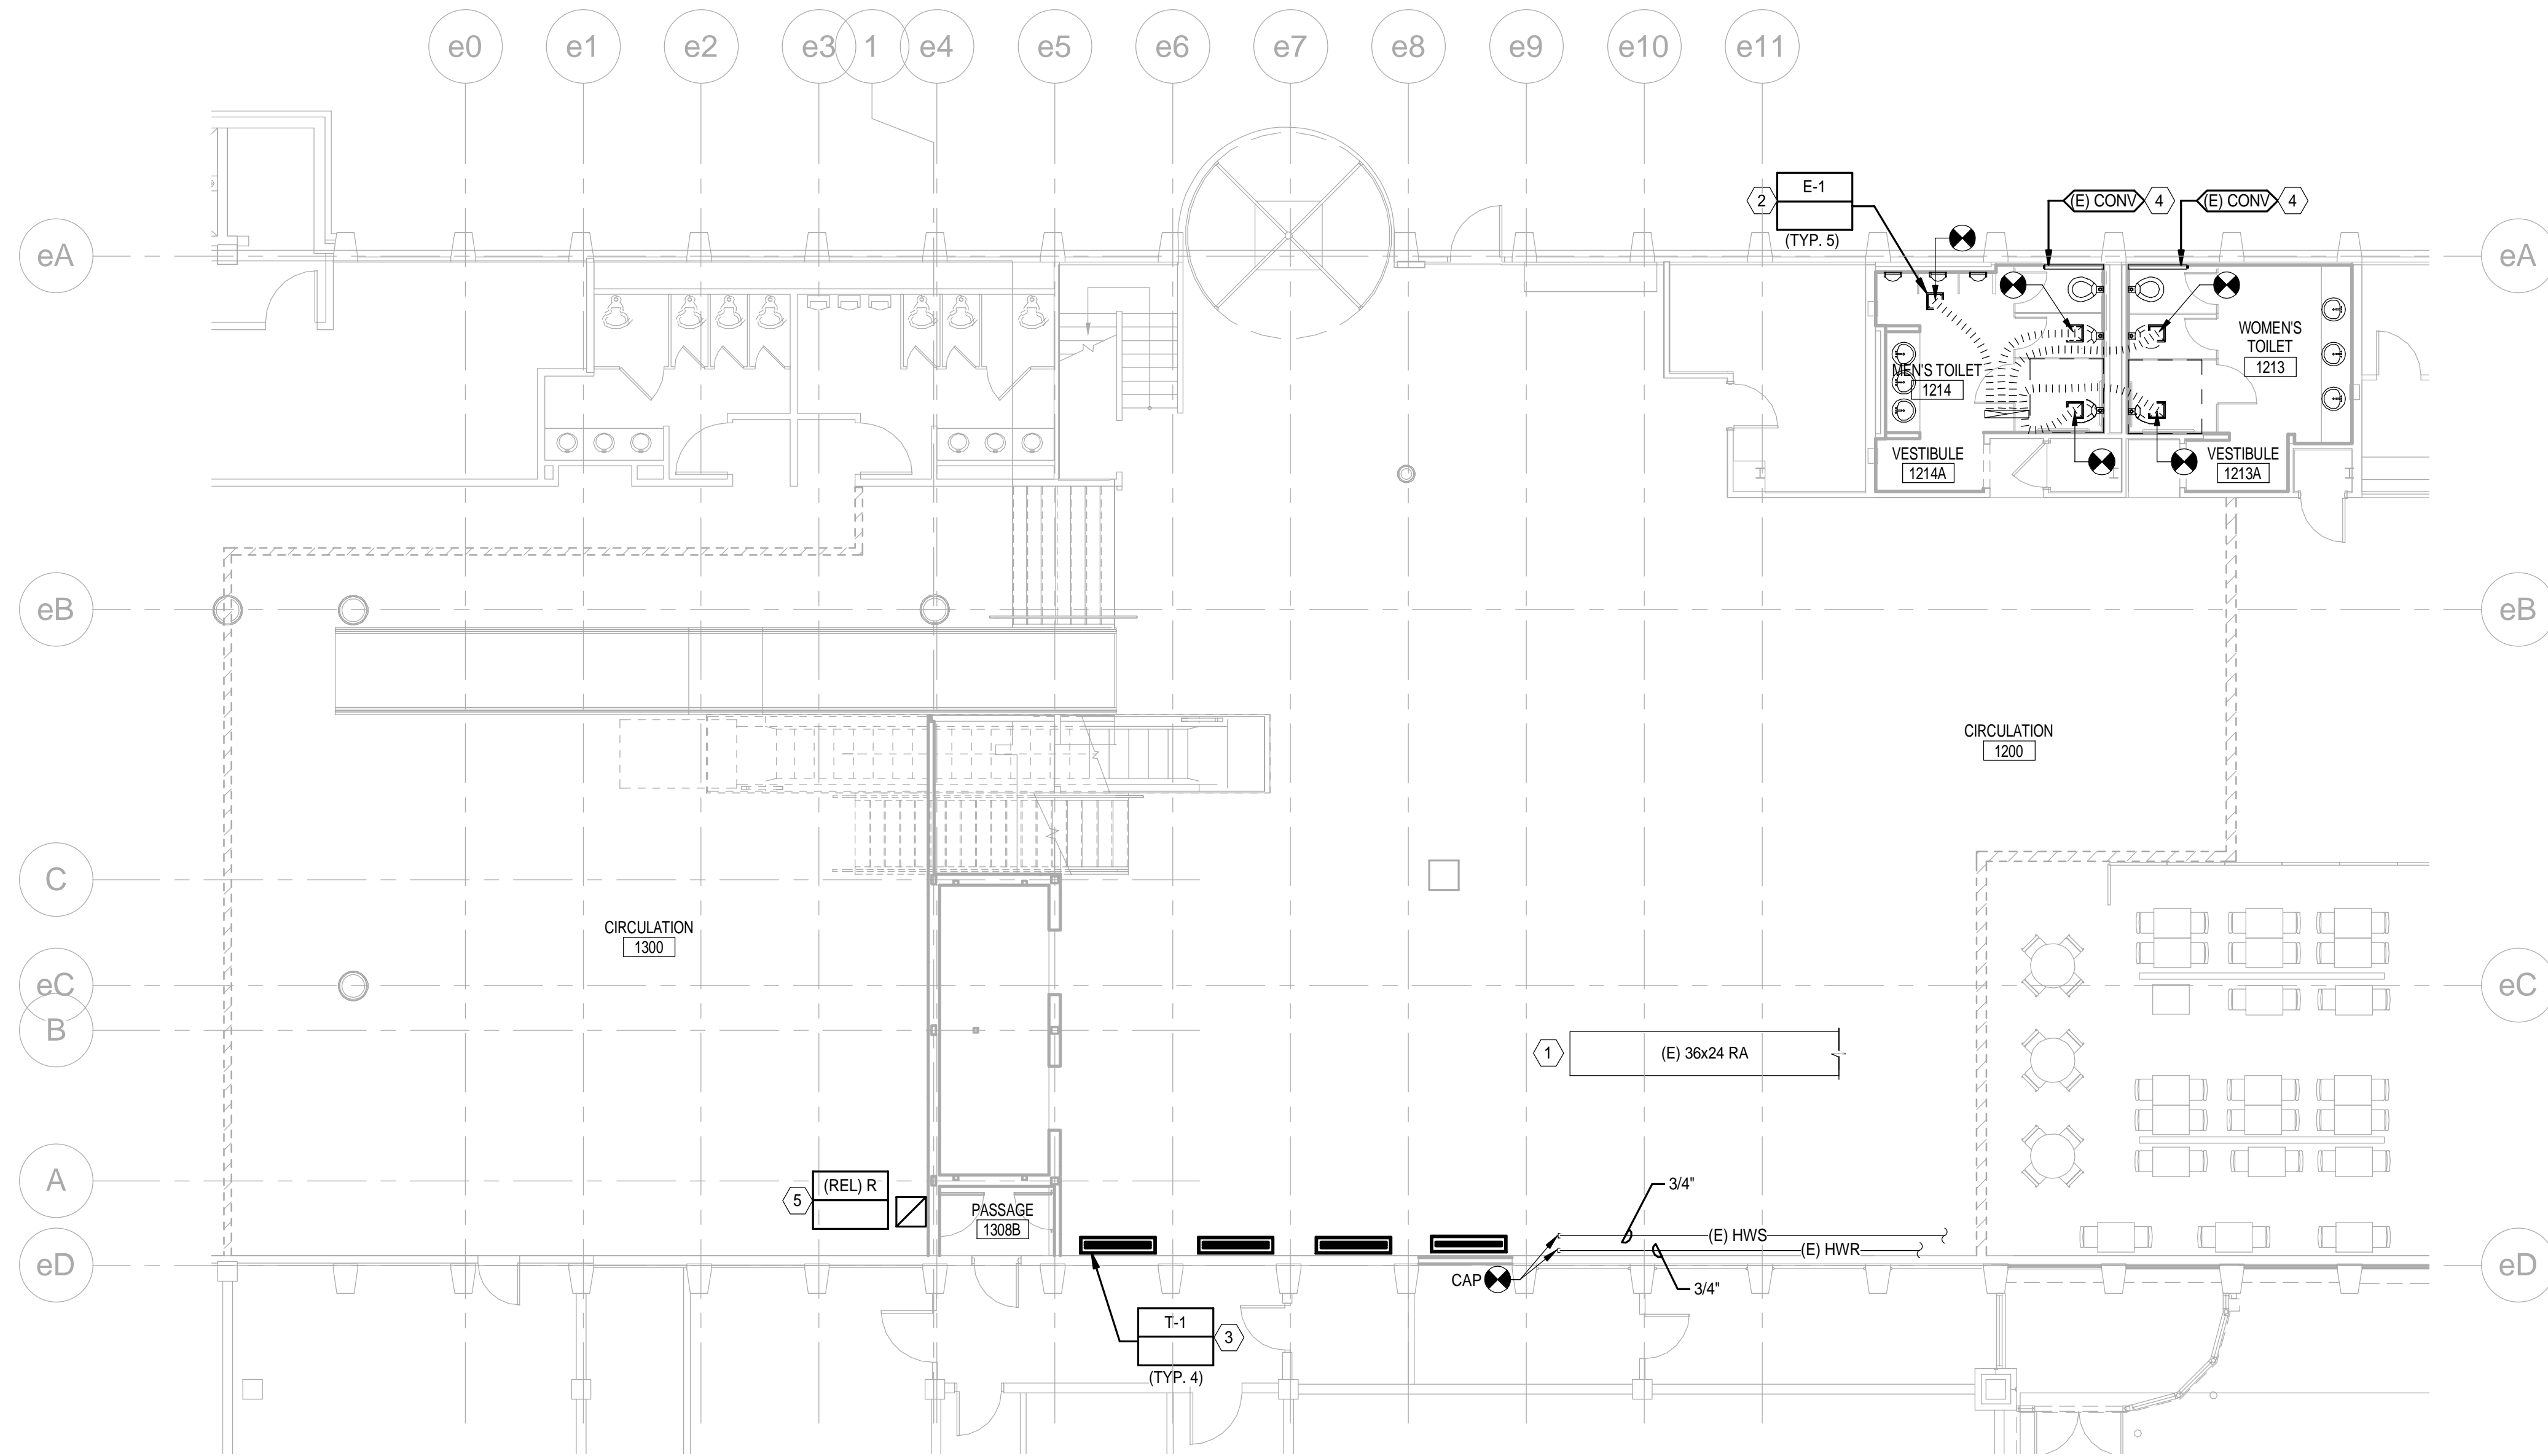 e0
e1
e2
e3
1
e4
e5
e6
e7
e8
e9
e10
e11
E-1
2
(TYP. 5)
(E) CONV
4
(E) CONV
4
eA
eA
WOMEN'S
TOILET
1213
MEN'S TOILET
1214
VESTIBULE
1214A
VESTIBULE
1213A
eB
eB
CIRCULATION
1200
C
CIRCULATION
1300
eC
eC
B
1
(E) 36x24 RA
A
(REL) R
5
PASSAGE
1308B
3/4"
(E) HWS
(E) HWR
eD
eD
CAP
3/4"
T-1
3
(TYP. 4)